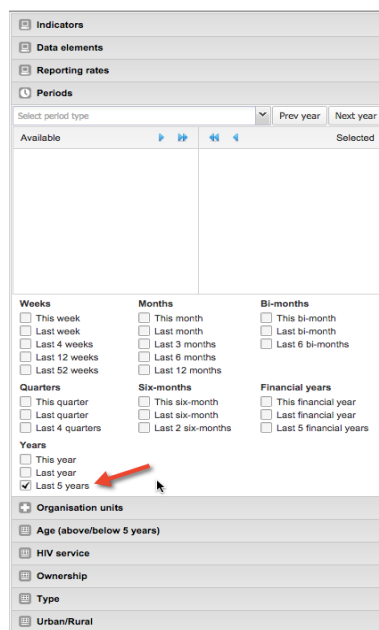 Indicators
Data elements
Reporting rates
Periods
Select period type Prev year Next year
Available Selected
Weeks Months Bi-months
This week This month This bi-month
Last week Last month Last bi-month
Last 4 weeks Last 3 months Last 6 bi-months
Last 12 weeks Last 6 months
Last 52 weeks Last 12 months
Quarters Six-months Financial years
This quarter This six-month This financial year
Last quarter Last six-month Last financial year
Last 4 quarters Last 2 six-months Last 5 financial years
Years
This year
Last year
Last 5 years
Organisation units
Age (above/below 5 years)
HIV service
Ownership
Type
Urban/Rural